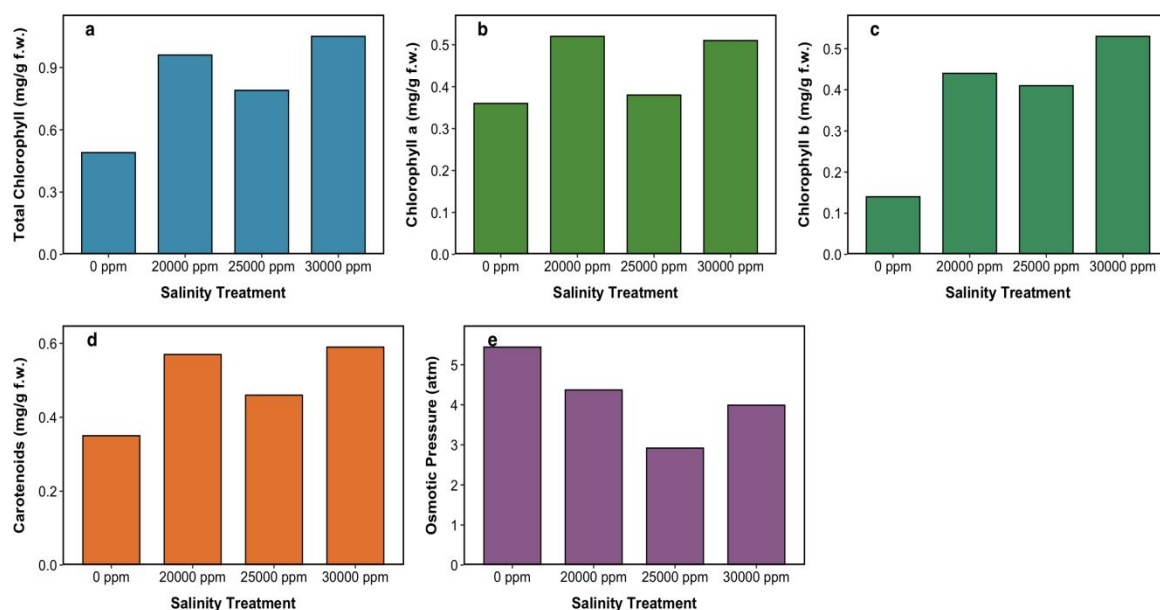 a
Total Chlorophyll (mg/g f.w.)
0.9
0.6
0.3
0.0
0 ppm 20000 ppm 25000 ppm 30000 ppm
Salinity Treatment
b
Chlorophyll a (mg/g f.w.)
0.5
0.4
0.3
0.2
0.1
0.0
0 ppm 20000 ppm 25000 ppm 30000 ppm
Salinity Treatment
c
Chlorophyll b (mg/g f.w.)
0.5
0.4
0.3
0.2
0.1
0.0
0 ppm 20000 ppm 25000 ppm 30000 ppm
Salinity Treatment
d
Carotenoids (mg/g f.w.)
0.6
0.4
0.2
0.0
0 ppm 20000 ppm 25000 ppm 30000 ppm
Salinity Treatment
e
Osmotic Pressure (atm)
5
4
3
2
1
0
0 ppm 20000 ppm 25000 ppm 30000 ppm
Salinity Treatment